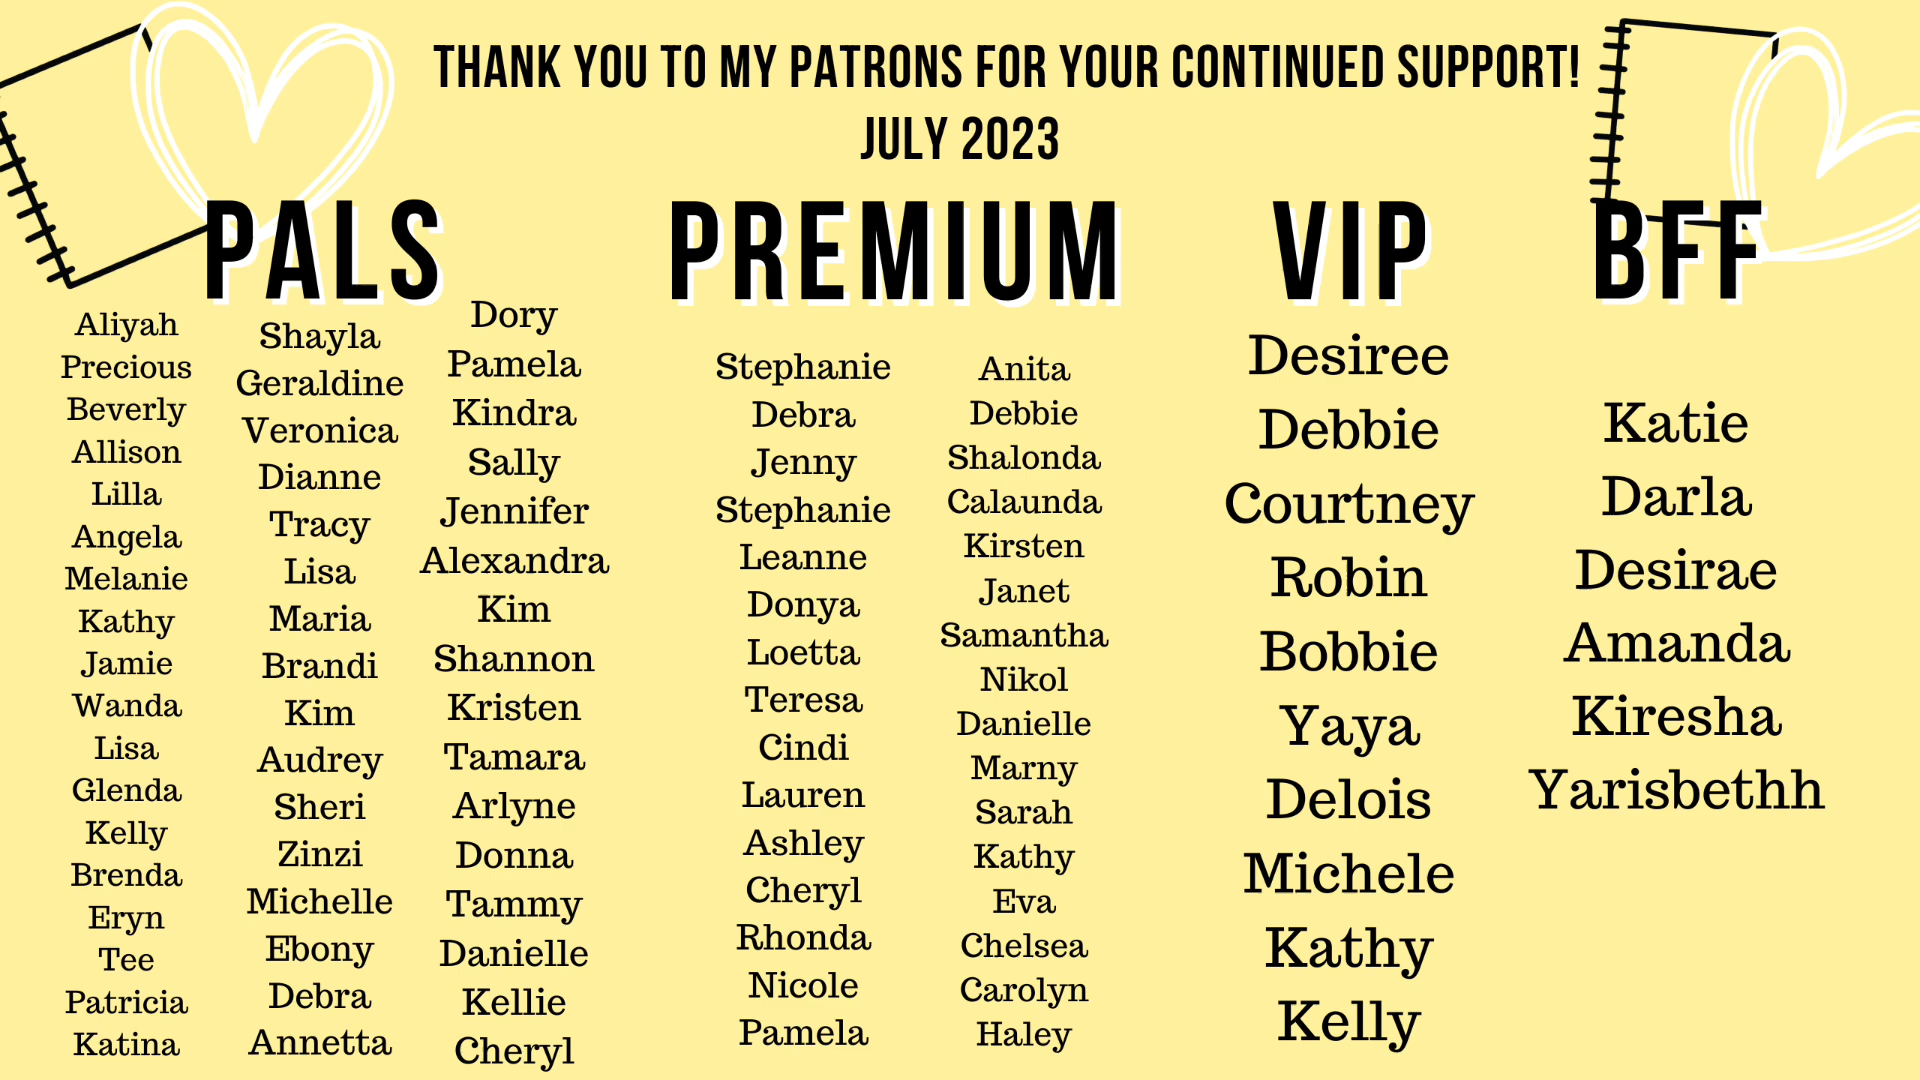 THANK YOU TO MY PATRONS FOR YOUR CONTINUED SUPPORT!
JULY 2023
PALS
Aliyah
Precious
Beverly
Allison
Lilla
Angela
Melanie
Kathy
Jamie
Wanda
Lisa
Glenda
Kelly
Brenda
Eryn
Tee
Patricia
Katina
Shayla
Geraldine
Veronica
Dianne
Tracy
Lisa
Maria
Brandi
Kim
Audrey
Sheri
Zinzi
Michelle
Ebony
Debra
Annetta
Dory
Pamela
Kindra
Sally
Jennifer
Alexandra
Kim
Shannon
Kristen
Tamara
Arlyne
Donna
Tammy
Danielle
Kellie
Cheryl
PREMIUM
Stephanie
Debra
Jenny
Stephanie
Leanne
Donya
Loetta
Teresa
Cindi
Lauren
Ashley
Cheryl
Rhonda
Nicole
Pamela
Anita
Debbie
Shalonda
Calaunda
Kirsten
Janet
Samantha
Nikol
Danielle
Marny
Sarah
Kathy
Eva
Chelsea
Carolyn
Haley
VIP
Desiree
Debbie
Courtney
Robin
Bobbie
Yaya
Delois
Michele
Kathy
Kelly
BFF
Katie
Darla
Desirae
Amanda
Kiresha
Yarisbethh